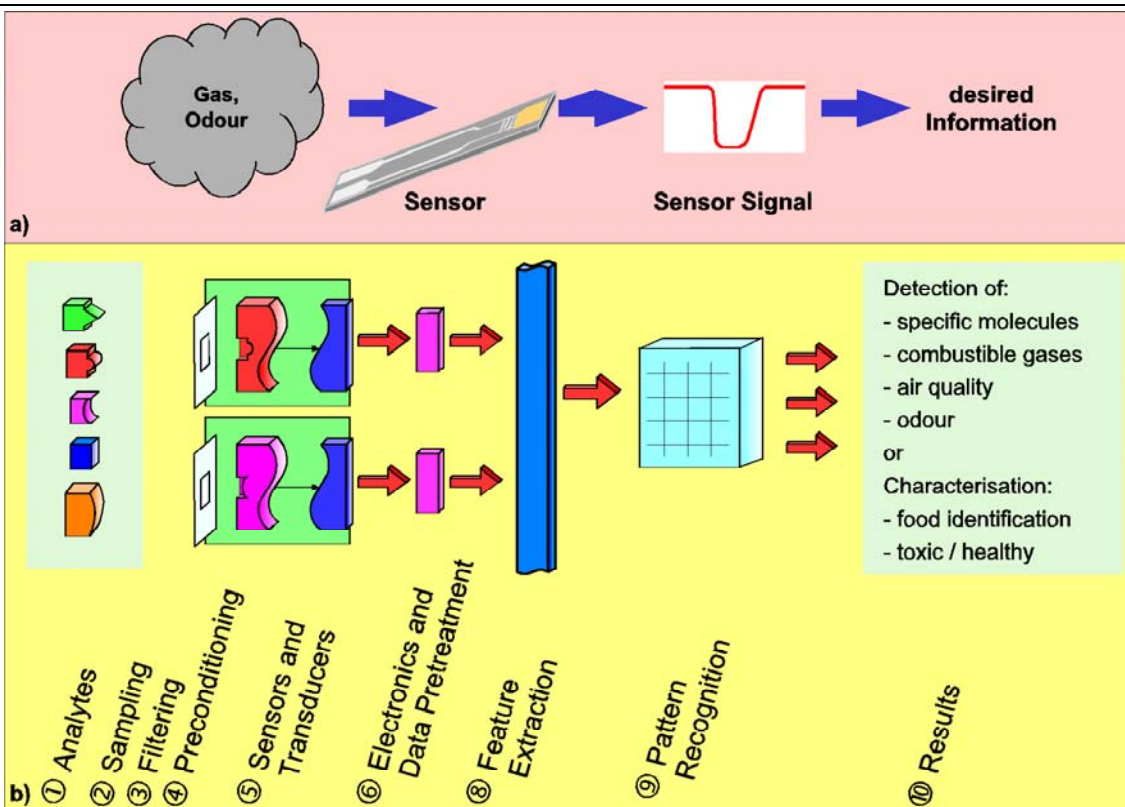 Gas,
Odour
Sensor
Sensor Signal
desired
Information
a)
Detection of:
- specific molecules
- combustible gases
- air quality
- odour
or
Characterisation:
- food identification
- toxic / healthy
① Analytes
② Sampling
③ Filtering
④ Preconditioning
⑤ Sensors and
Transducers
⑥ Electronics and
Data Pretreatment
⑧ Feature
Extraction
⑨ Pattern
Recognition
⑩ Results
b)